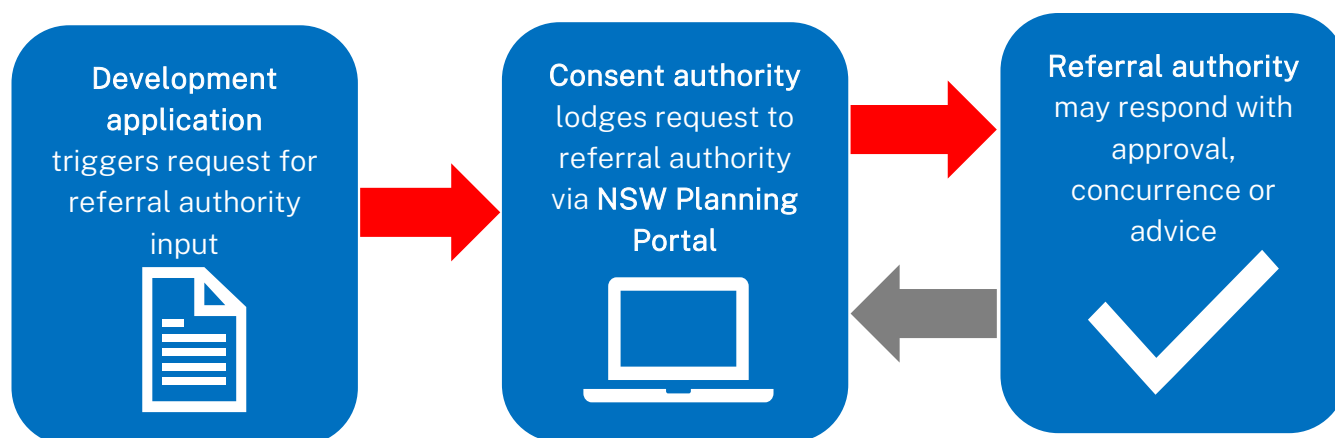 Development
application
triggers request for
referral authority
input
Consent authority
lodges request to
referral authority
via NSW Planning
Portal
Referral authority
may respond with
approval,
concurrence or
advice